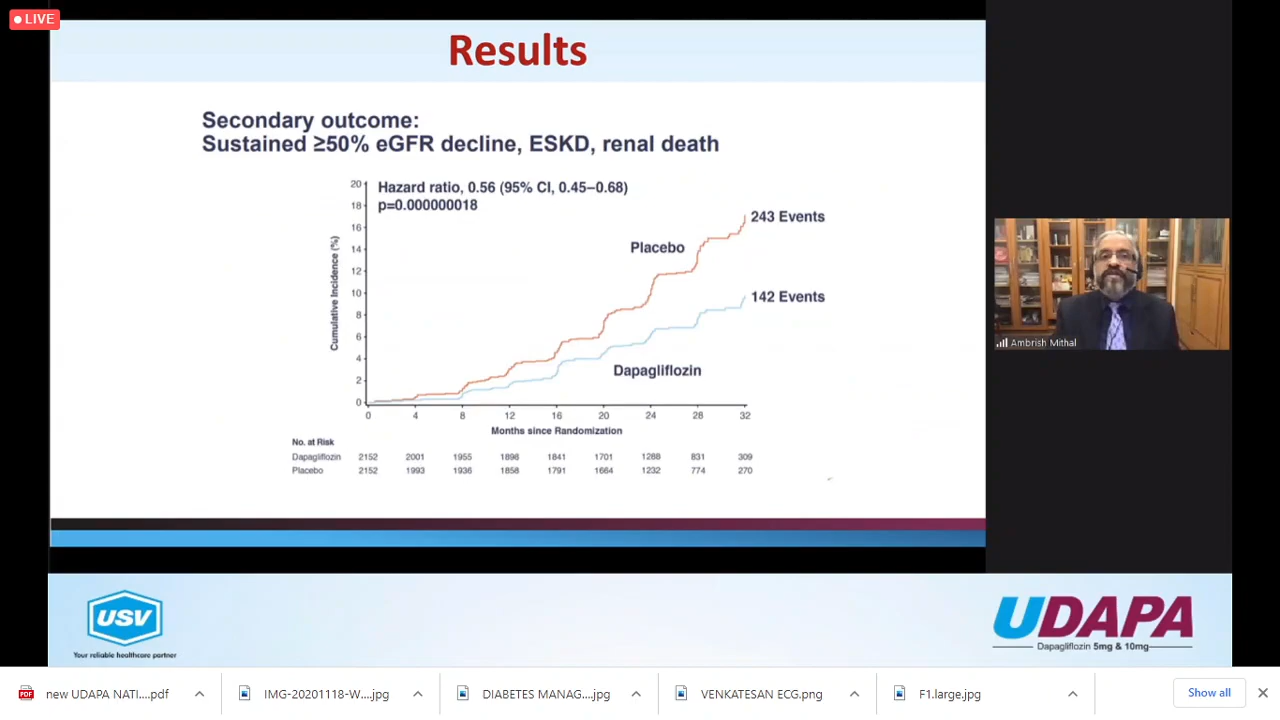 LIVE
Results
Secondary outcome:
Sustained ≥50% eGFR decline, ESKD, renal death
Hazard ratio, 0.56 (95% CI, 0.45–0.68)
p=0.000000018
20
18
16
14
12
10
8
6
4
2
0
Cumulative Incidence (%)
243 Events
Placebo
142 Events
Dapagliflozin
0 4 8 12 16 20 24 28 32
Months since Randomization
No. at Risk
Dapagliflozin 2152 2001 1955 1898 1841 1701 1288 831 309
Placebo 2152 1993 1936 1858 1791 1664 1232 774 270
Ambrish Mithal
USV
Your reliable healthcare partner
UDAPA
Dapagliflozin 5mg & 10mg
PDF
new UDAPA NATI....pdf
IMG-20201118-W....jpg
DIABETES MANAG....jpg
VENKATESAN ECG.png
F1.large.jpg
Show all